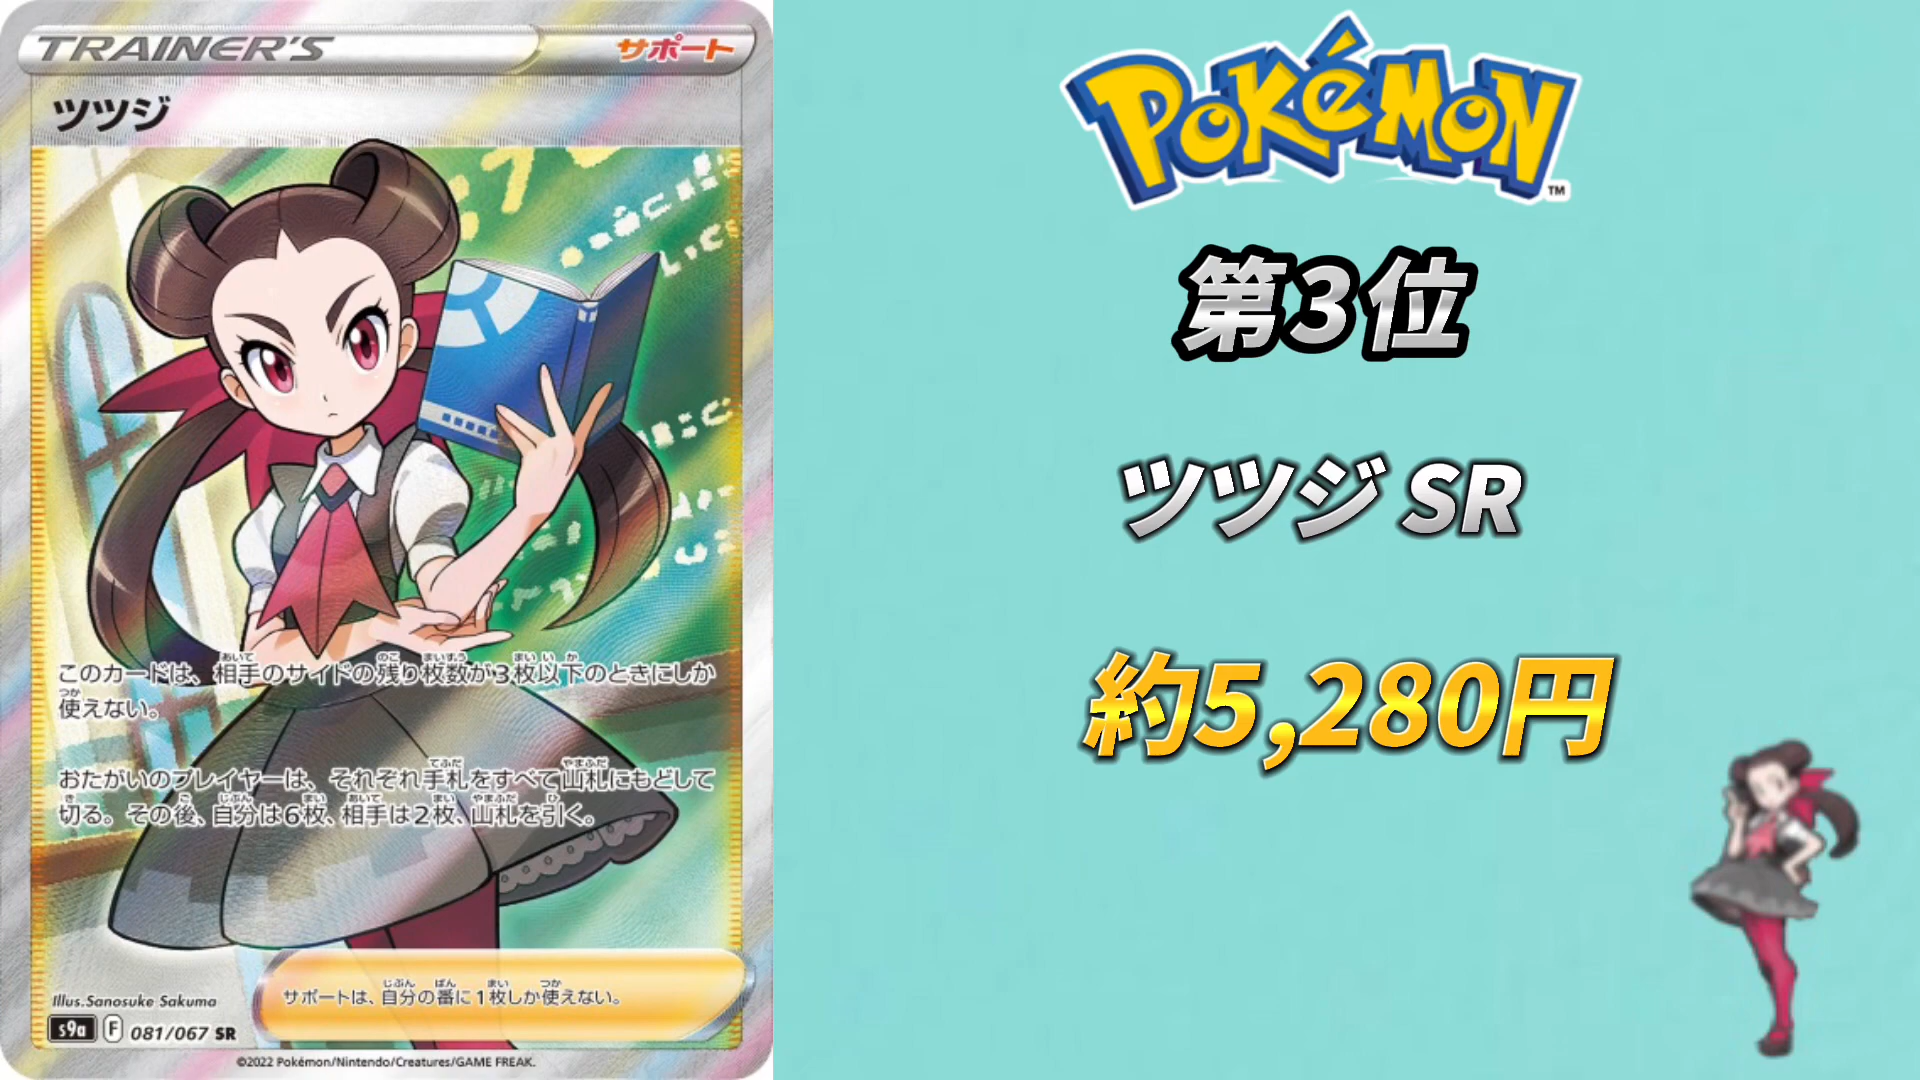 TRAINER'S
サポート
ツツジ
このカードは、相手のサイドの残り枚数が3枚以下のときにしか
使えない。
おたがいのプレイヤーは、それぞれ手札をすべて山札にもどして
切る。その後、自分は6枚、相手は2枚、山札を引く。
サポートは、自分の番に1枚しか使えない。
Illus.Sanosuke Sakuma
s9a F 081/067 SR
©2022 Pokémon/Nintendo/Creatures/GAME FREAK.
POKéMON™
第3位
ツツジ SR
約5,280円